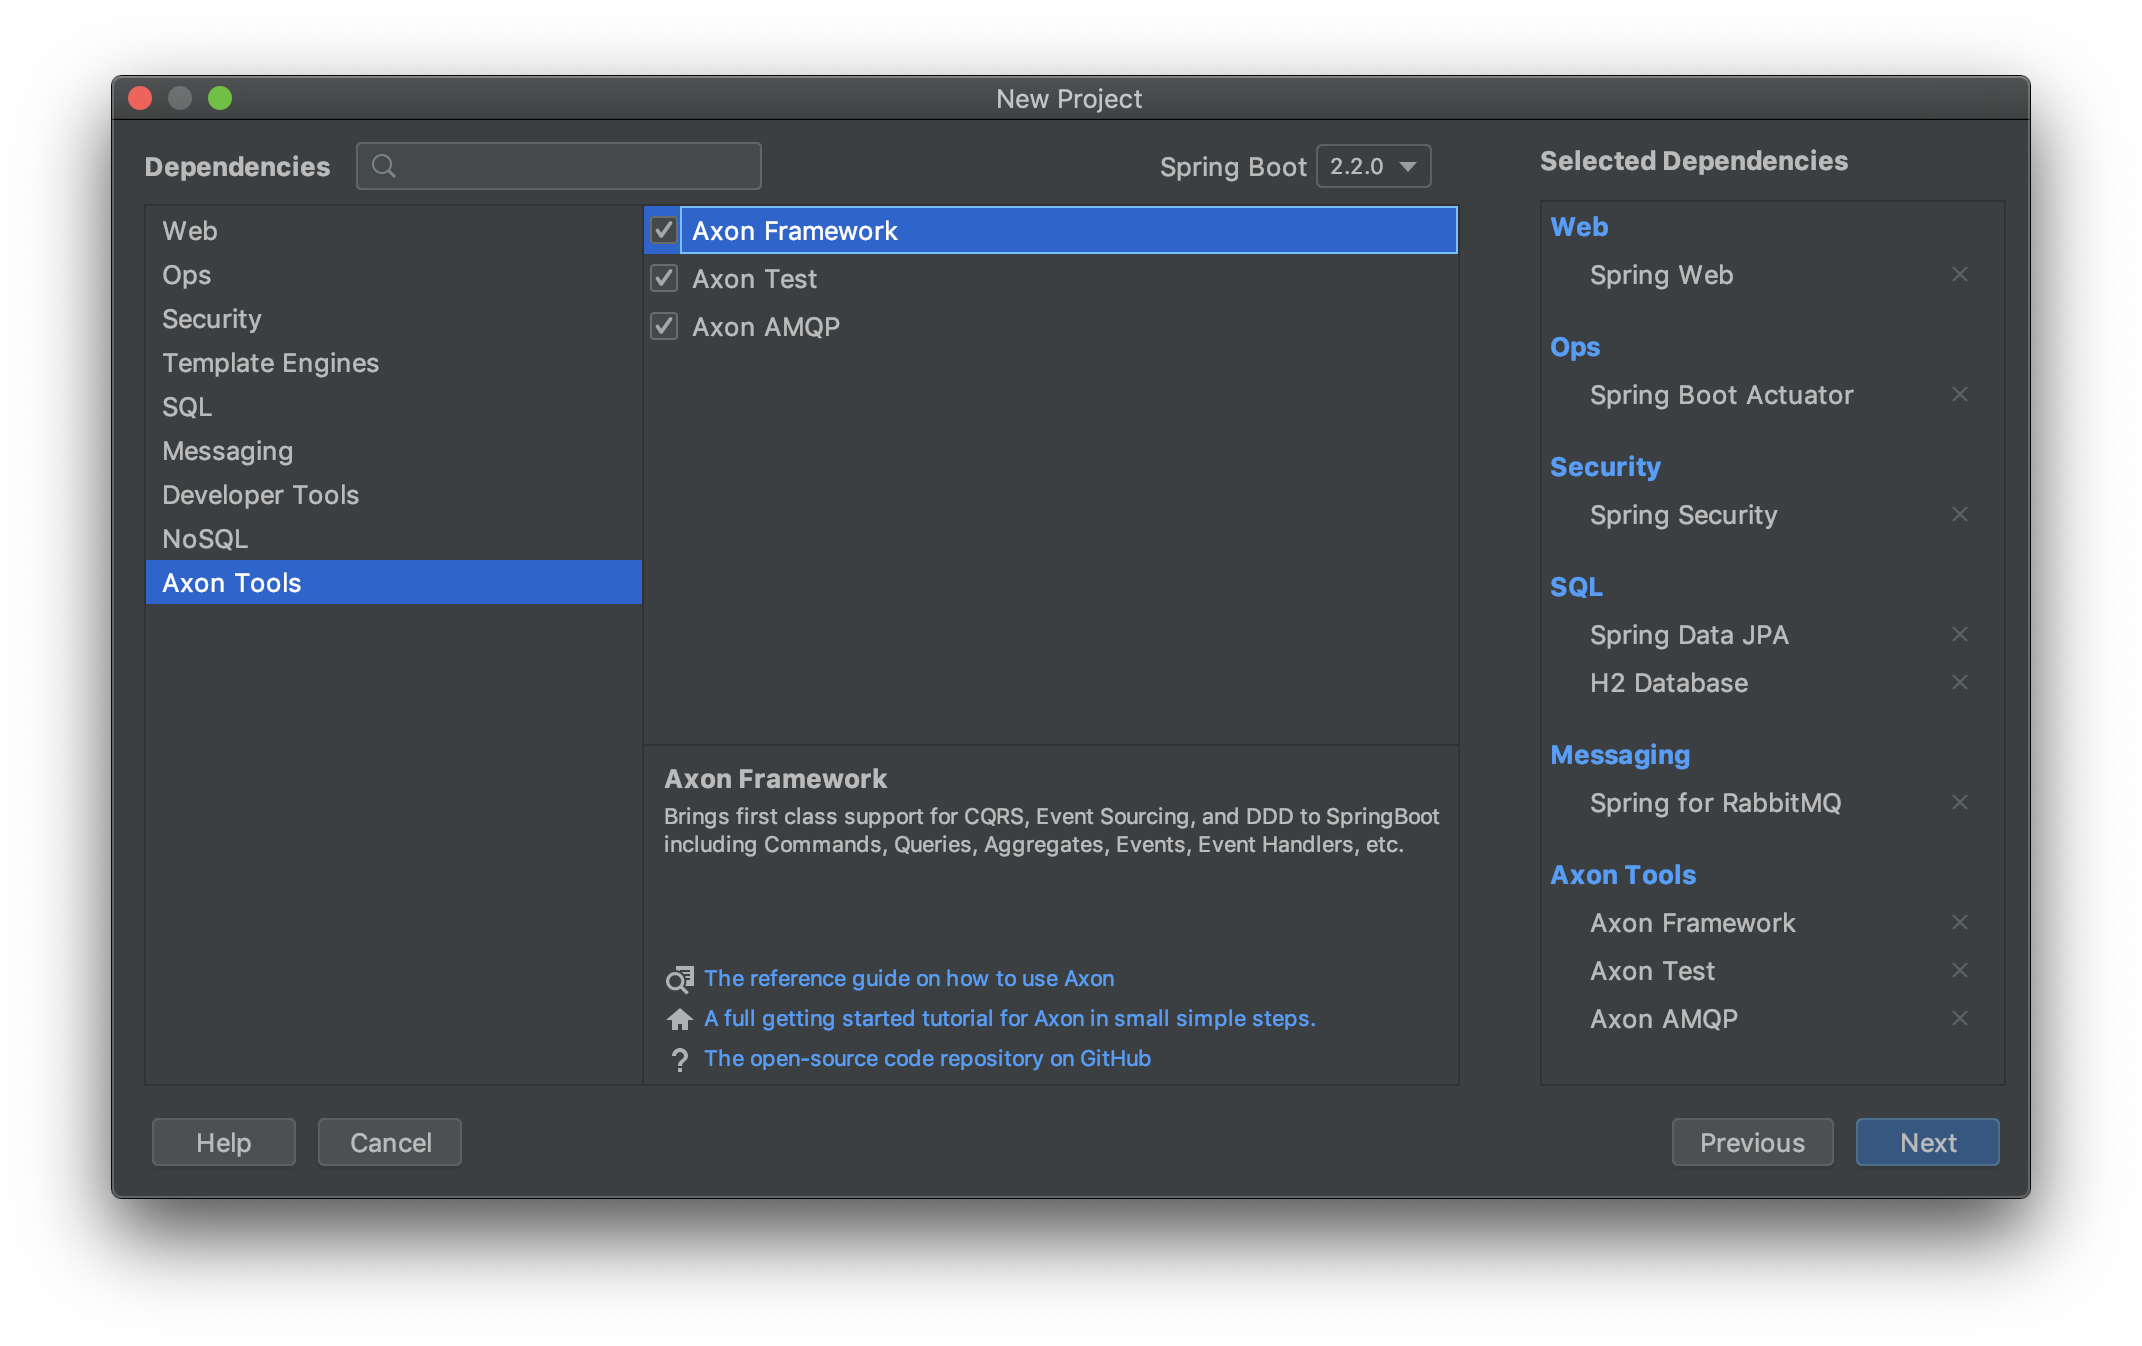 New Project
Dependencies
Spring Boot 2.2.0
Selected Dependencies
Web
Ops
Security
Template Engines
SQL
Messaging
Developer Tools
NoSQL
Axon Tools
Axon Framework
Axon Test
Axon AMQP
Axon Framework
Brings first class support for CQRS, Event Sourcing, and DDD to SpringBoot
including Commands, Queries, Aggregates, Events, Event Handlers, etc.
The reference guide on how to use Axon
A full getting started tutorial for Axon in small simple steps.
? The open-source code repository on GitHub
Web
Spring Web
Ops
Spring Boot Actuator
Security
Spring Security
SQL
Spring Data JPA
H2 Database
Messaging
Spring for RabbitMQ
Axon Tools
Axon Framework
Axon Test
Axon AMQP
Help
Cancel
Previous
Next